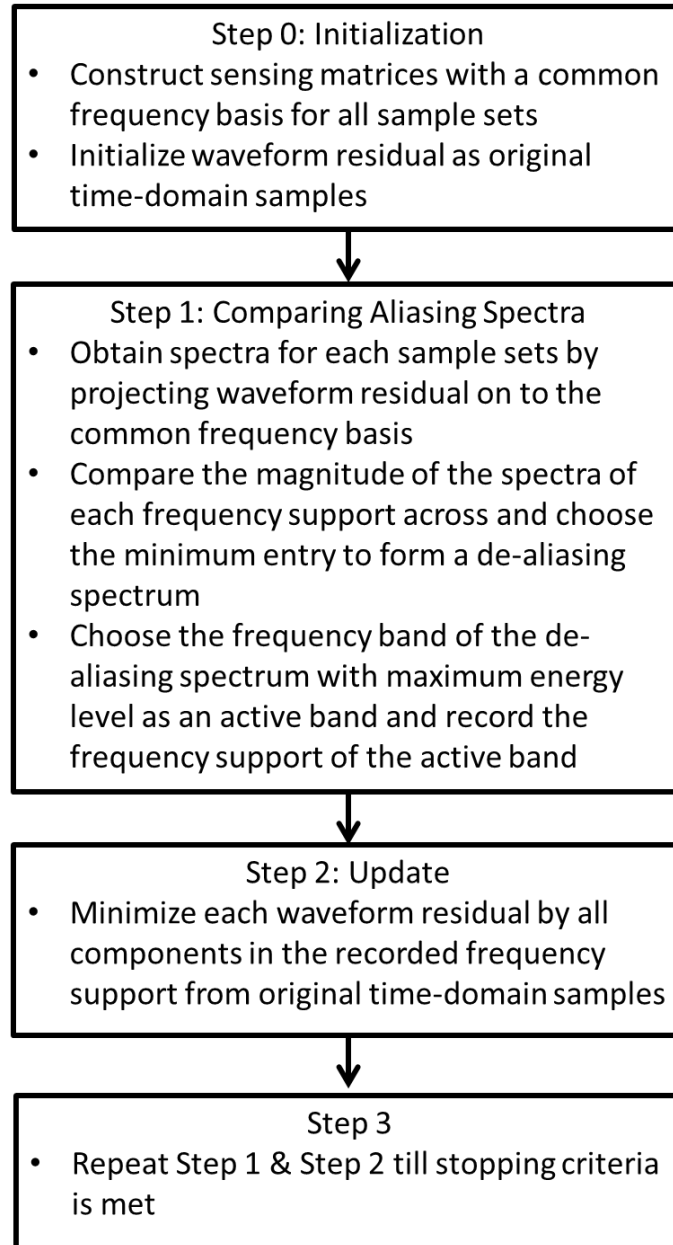 Step 0: Initialization
• Construct sensing matrices with a common
frequency basis for all sample sets
• Initialize waveform residual as original
time-domain samples
Step 1: Comparing Aliasing Spectra
• Obtain spectra for each sample sets by
projecting waveform residual on to the
common frequency basis
• Compare the magnitude of the spectra of
each frequency support across and choose
the minimum entry to form a de-aliasing
spectrum
• Choose the frequency band of the de-
aliasing spectrum with maximum energy
level as an active band and record the
frequency support of the active band
Step 2: Update
• Minimize each waveform residual by all
components in the recorded frequency
support from original time-domain samples
Step 3
• Repeat Step 1 & Step 2 till stopping criteria
is met